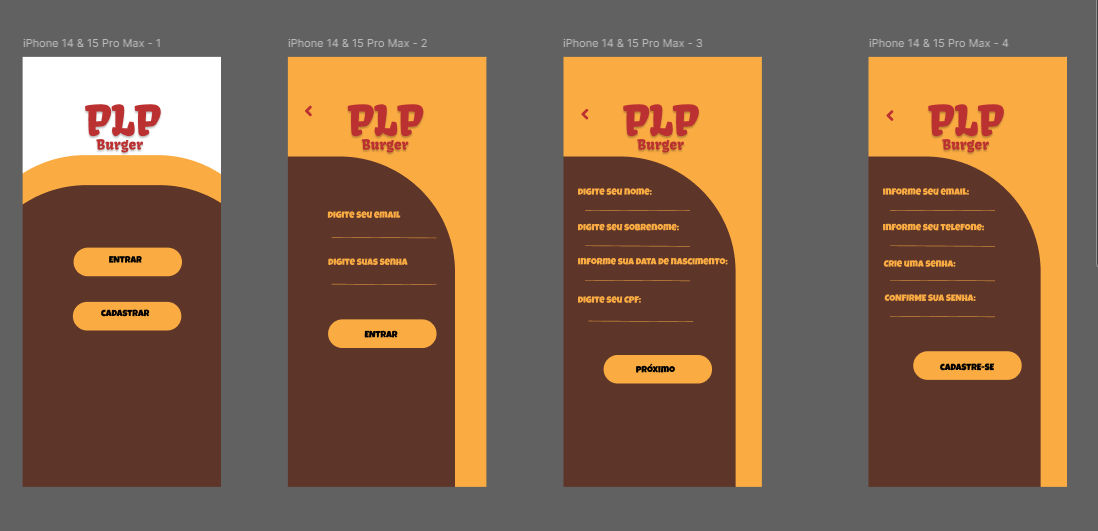 iPhone 14 & 15 Pro Max - 1
PLP
Burger
ENTRAR
CADASTRAR
iPhone 14 & 15 Pro Max - 2
PLP
Burger
DIGITE SEU EMAIL
DIGITE SUAS SENHA
ENTRAR
iPhone 14 & 15 Pro Max - 3
PLP
Burger
DIGITE SEU NOME:
DIGITE SEU SOBRENOME:
INFORME SUA DATA DE NASCIMENTO:
DIGITE SEU CPF:
PRÓXIMO
iPhone 14 & 15 Pro Max - 4
PLP
Burger
INFORME SEU EMAIL:
INFORME SEU TELEFONE:
CRIE UMA SENHA:
CONFIRME SUA SENHA:
CADASTRE-SE